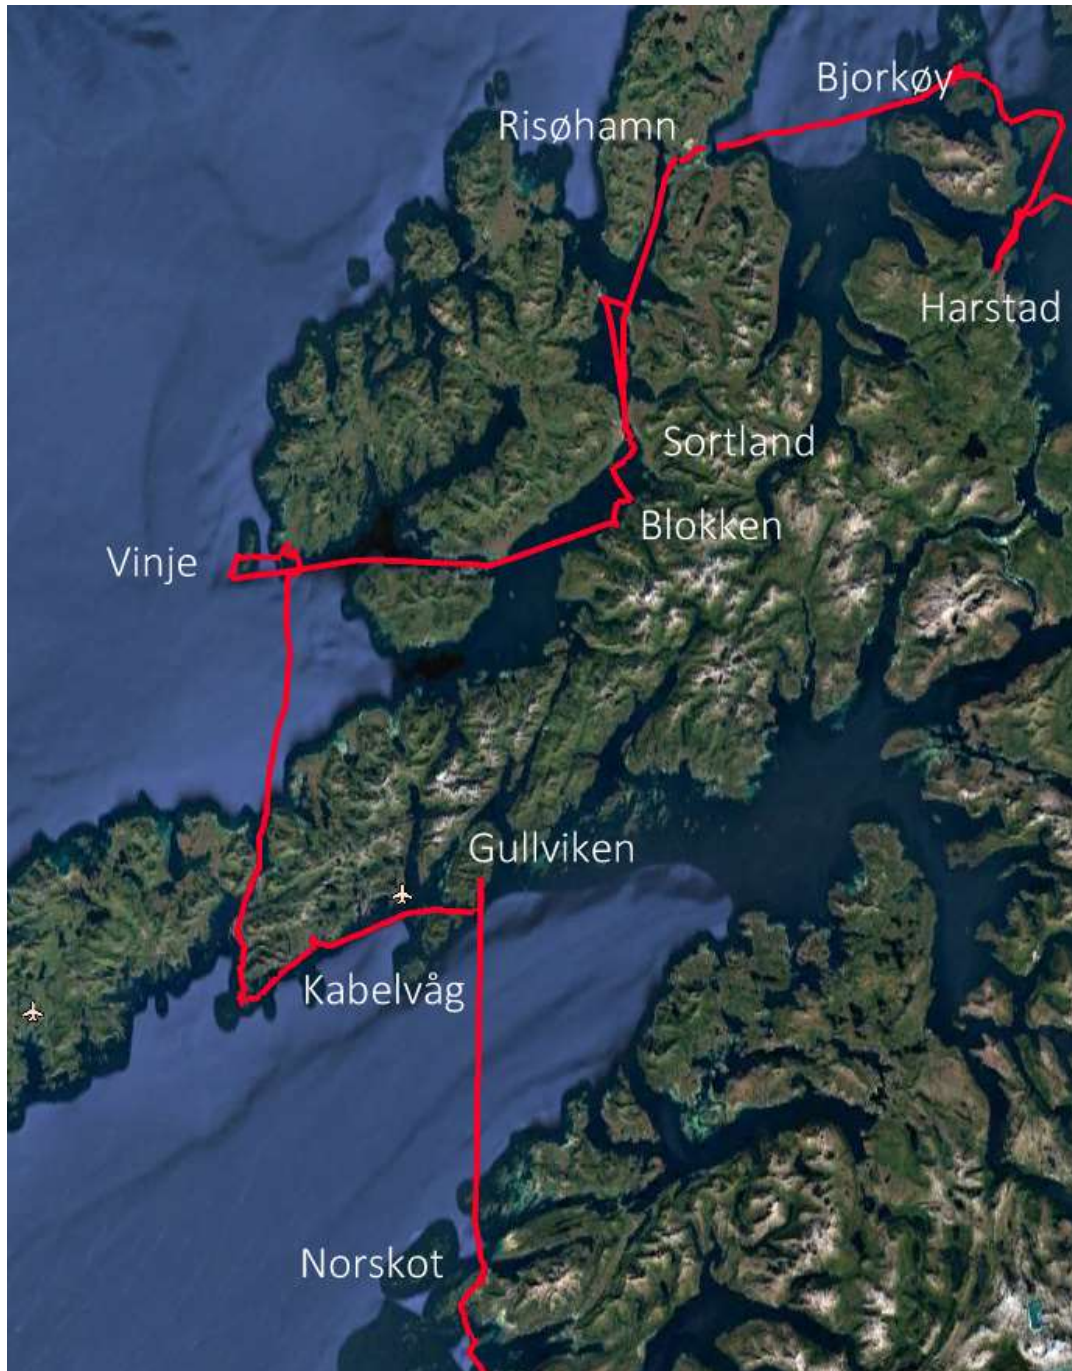 Bjorkøy
Risøhamn
Harstad
Sortland
Blokken
Vinje
Gullviken
Kabelvåg
Norskot